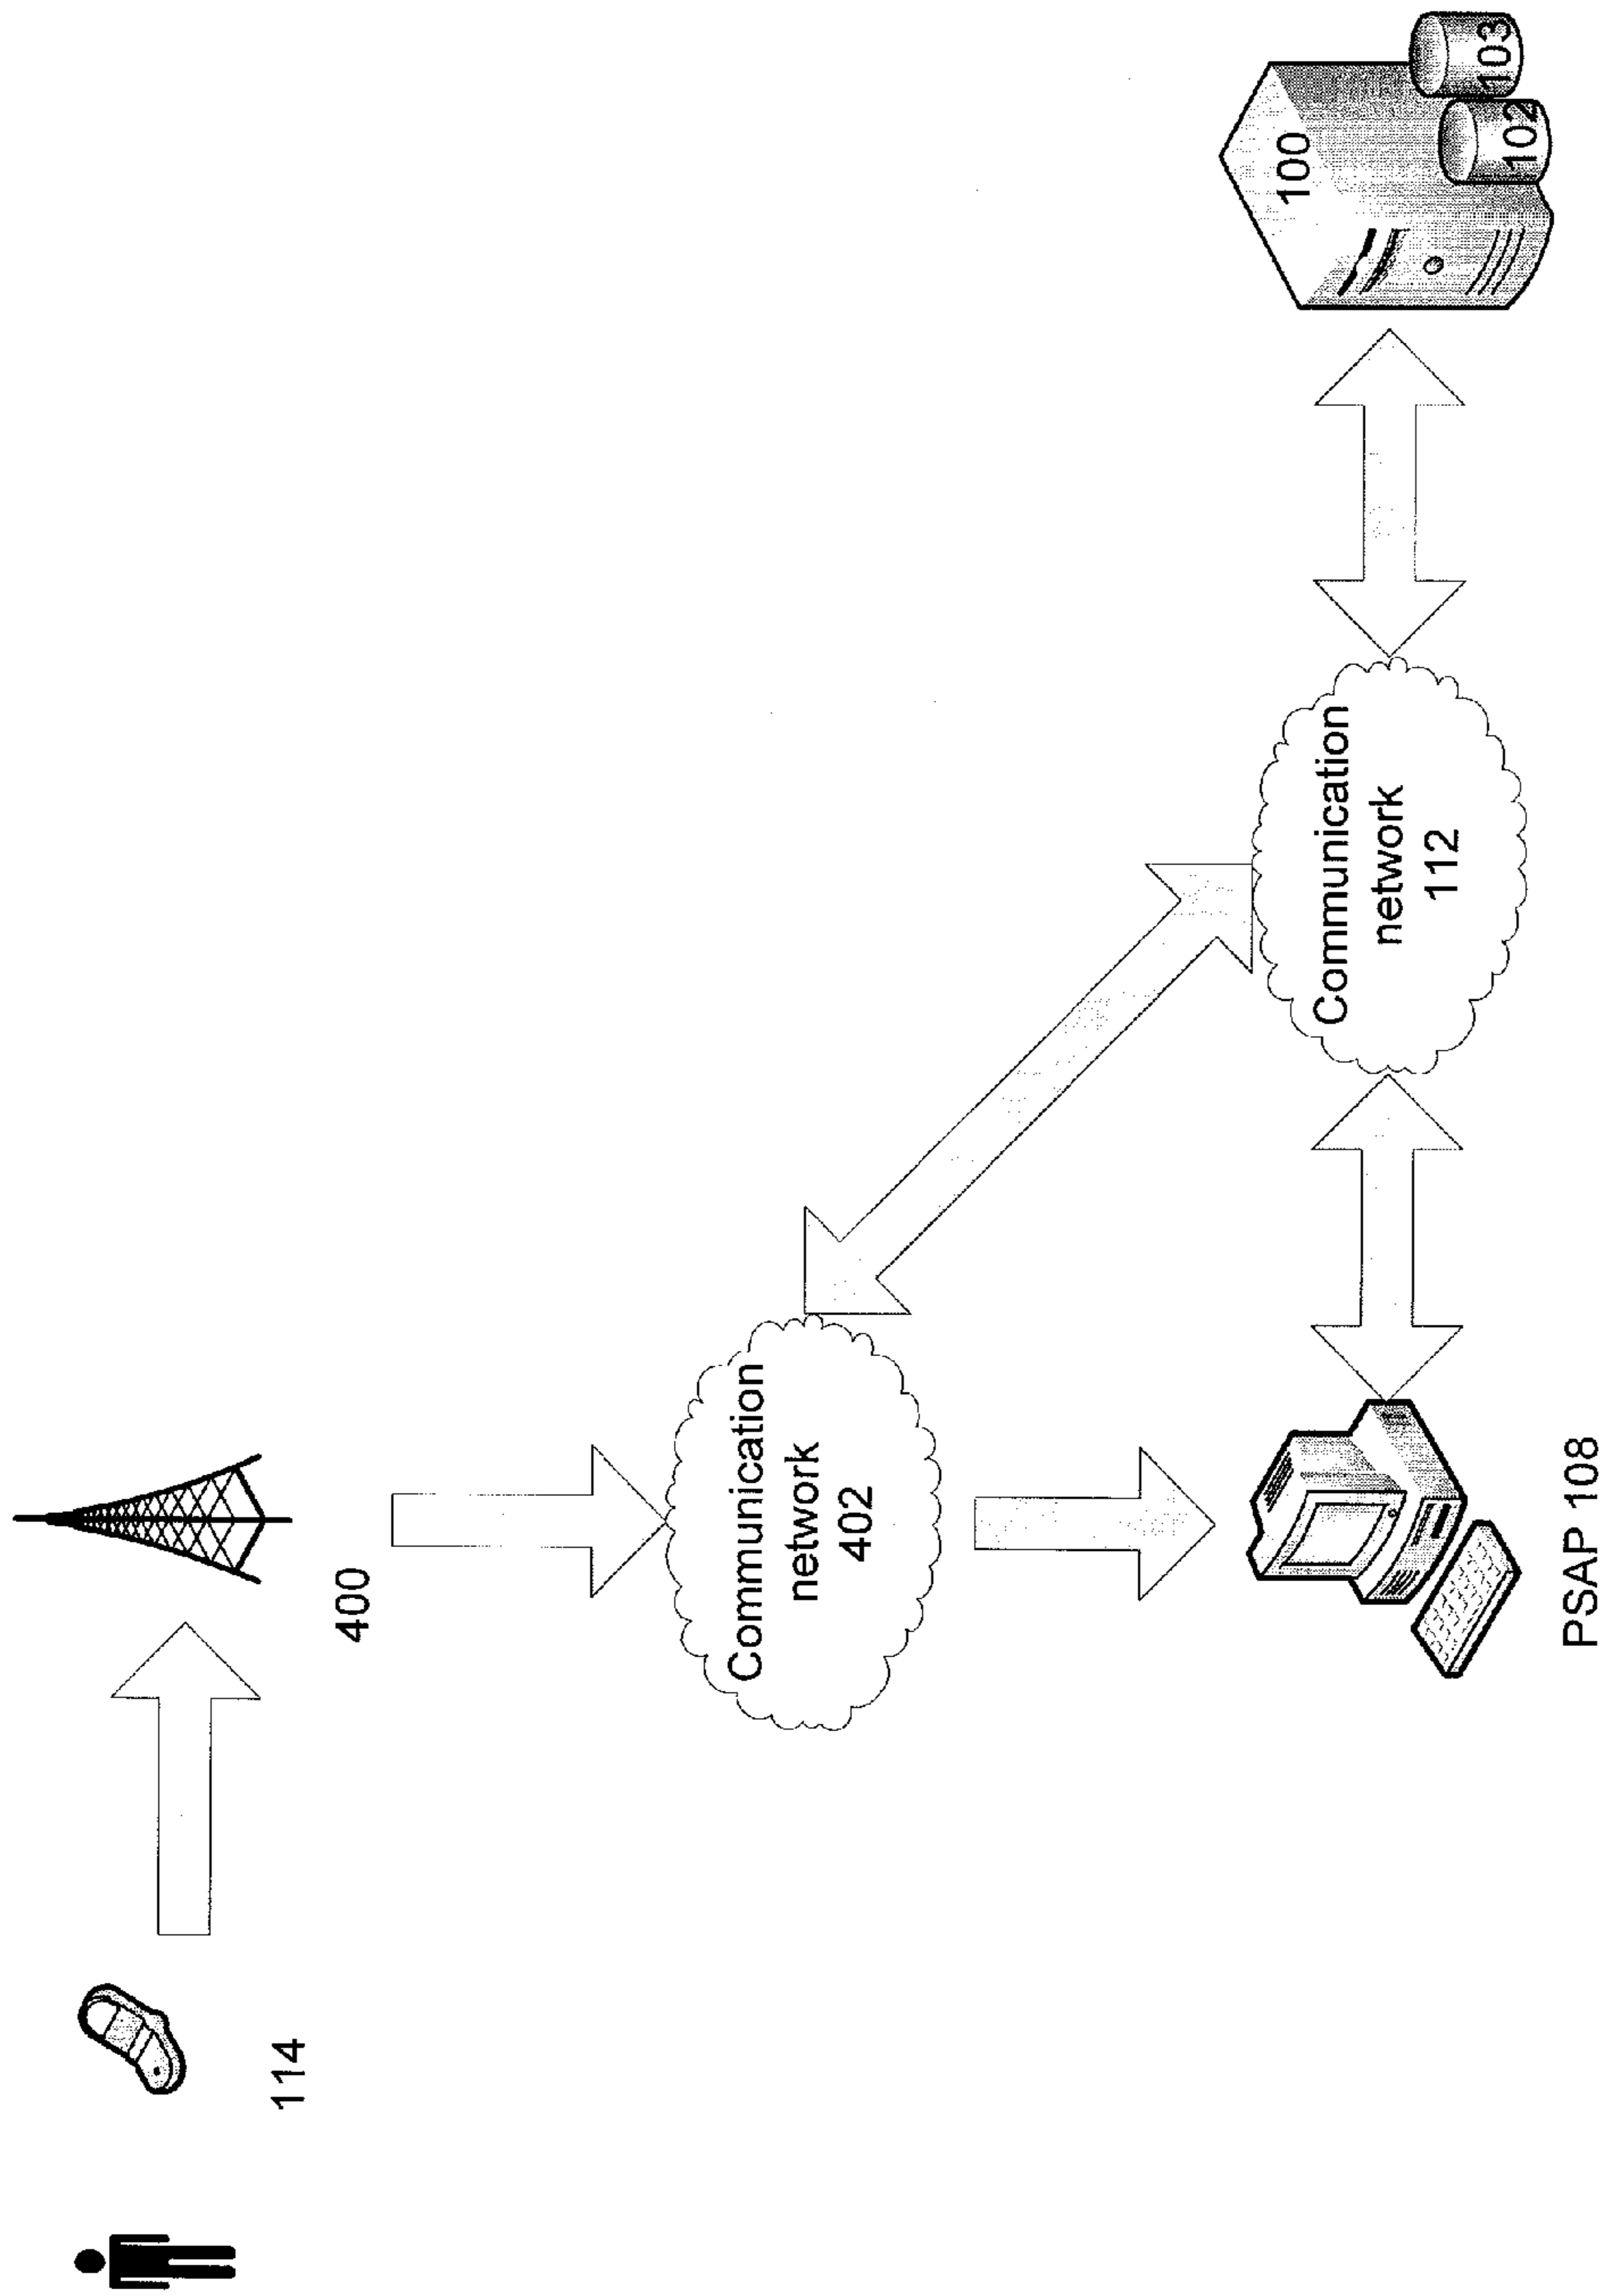 114
400
Communication
network
402
PSAP 108
Communication
network
112
100
102
103